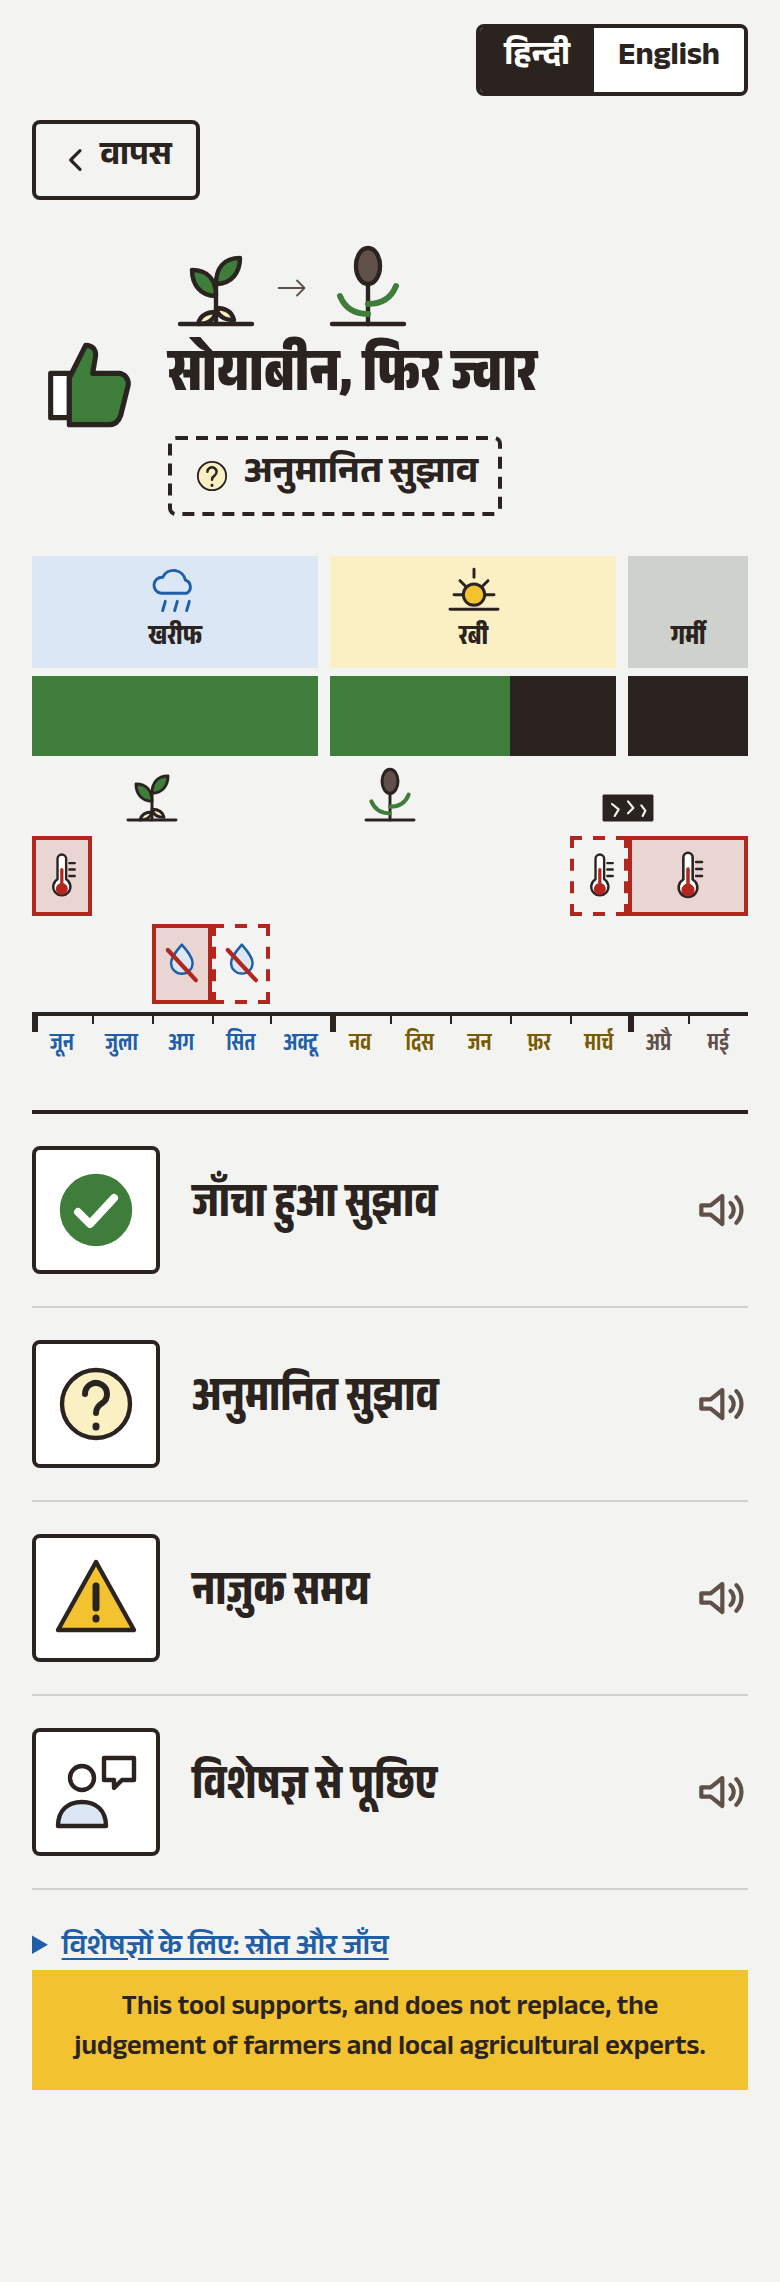 हिन्दी English
वापस
सोयाबीन, फिर ज्वार
अनुमानित सुझाव
खरीफ रबी गर्मी
जून जुला अग सित अक्टू नव दिस जन फ़र मार्च अप्रै मई
जाँचा हुआ सुझाव
अनुमानित सुझाव
नाज़ुक समय
विशेषज्ञ से पूछिए
विशेषज्ञों के लिए: स्रोत और जाँच
This tool supports, and does not replace, the
judgement of farmers and local agricultural experts.